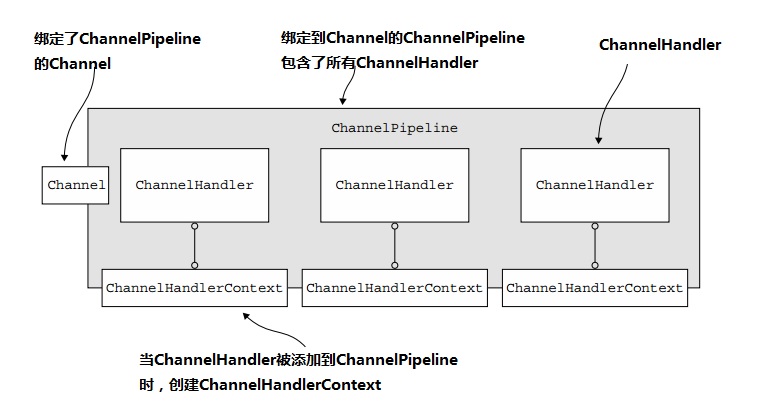 绑定了ChannelPipeline
的Channel
绑定到Channel的ChannelPipeline
包含了所有ChannelHandler
ChannelHandler
ChannelPipeline
Channel
ChannelHandler
ChannelHandler
ChannelHandler
ChannelHandlerContext
ChannelHandlerContext
ChannelHandlerContext
当ChannelHandler被添加到ChannelPipeline
时，创建ChannelHandlerContext